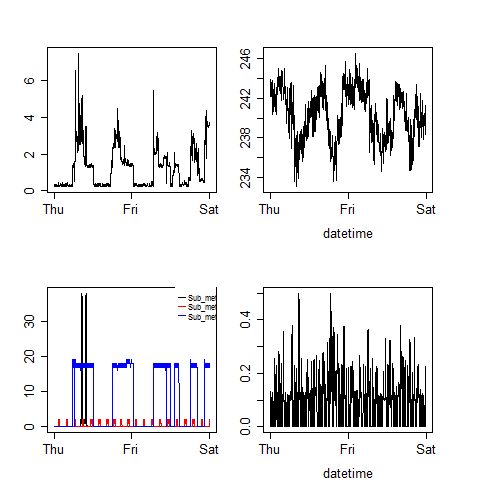 0 2 4 6
Thu Fri Sat
234 238 242 246
Thu Fri Sat
datetime
0 10 20 30
Sub_met
Sub_met
Sub_met
Thu Fri Sat
0.0 0.2 0.4
Thu Fri Sat
datetime